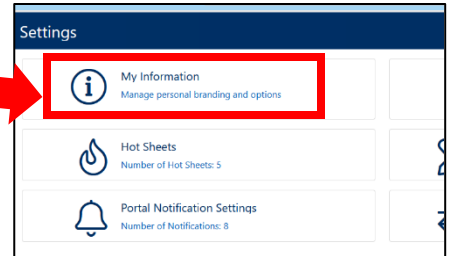 Settings
My Information
Manage personal branding and options
Hot Sheets
Number of Hot Sheets: 5
Portal Notification Settings
Number of Notifications: 8